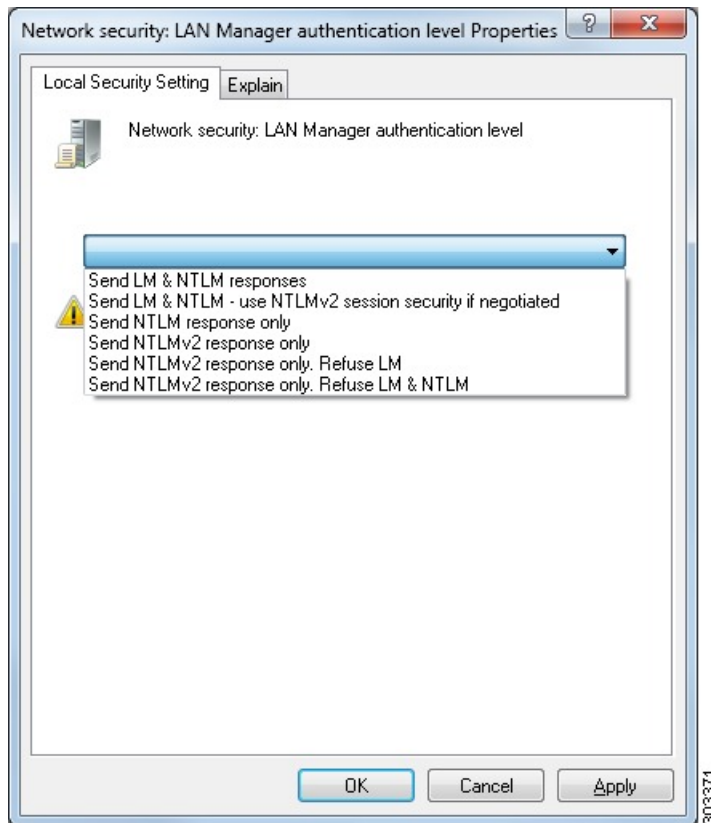 Network security: LAN Manager authentication level Properties
Local Security Setting
Explain
Network security: LAN Manager authentication level
Send LM & NTLM responses
Send LM & NTLM - use NTLMv2 session security if negotiated
Send NTLM response only
Send NTLMv2 response only
Send NTLMv2 response only. Refuse LM
Send NTLMv2 response only. Refuse LM & NTLM
OK
Cancel
Apply
303371